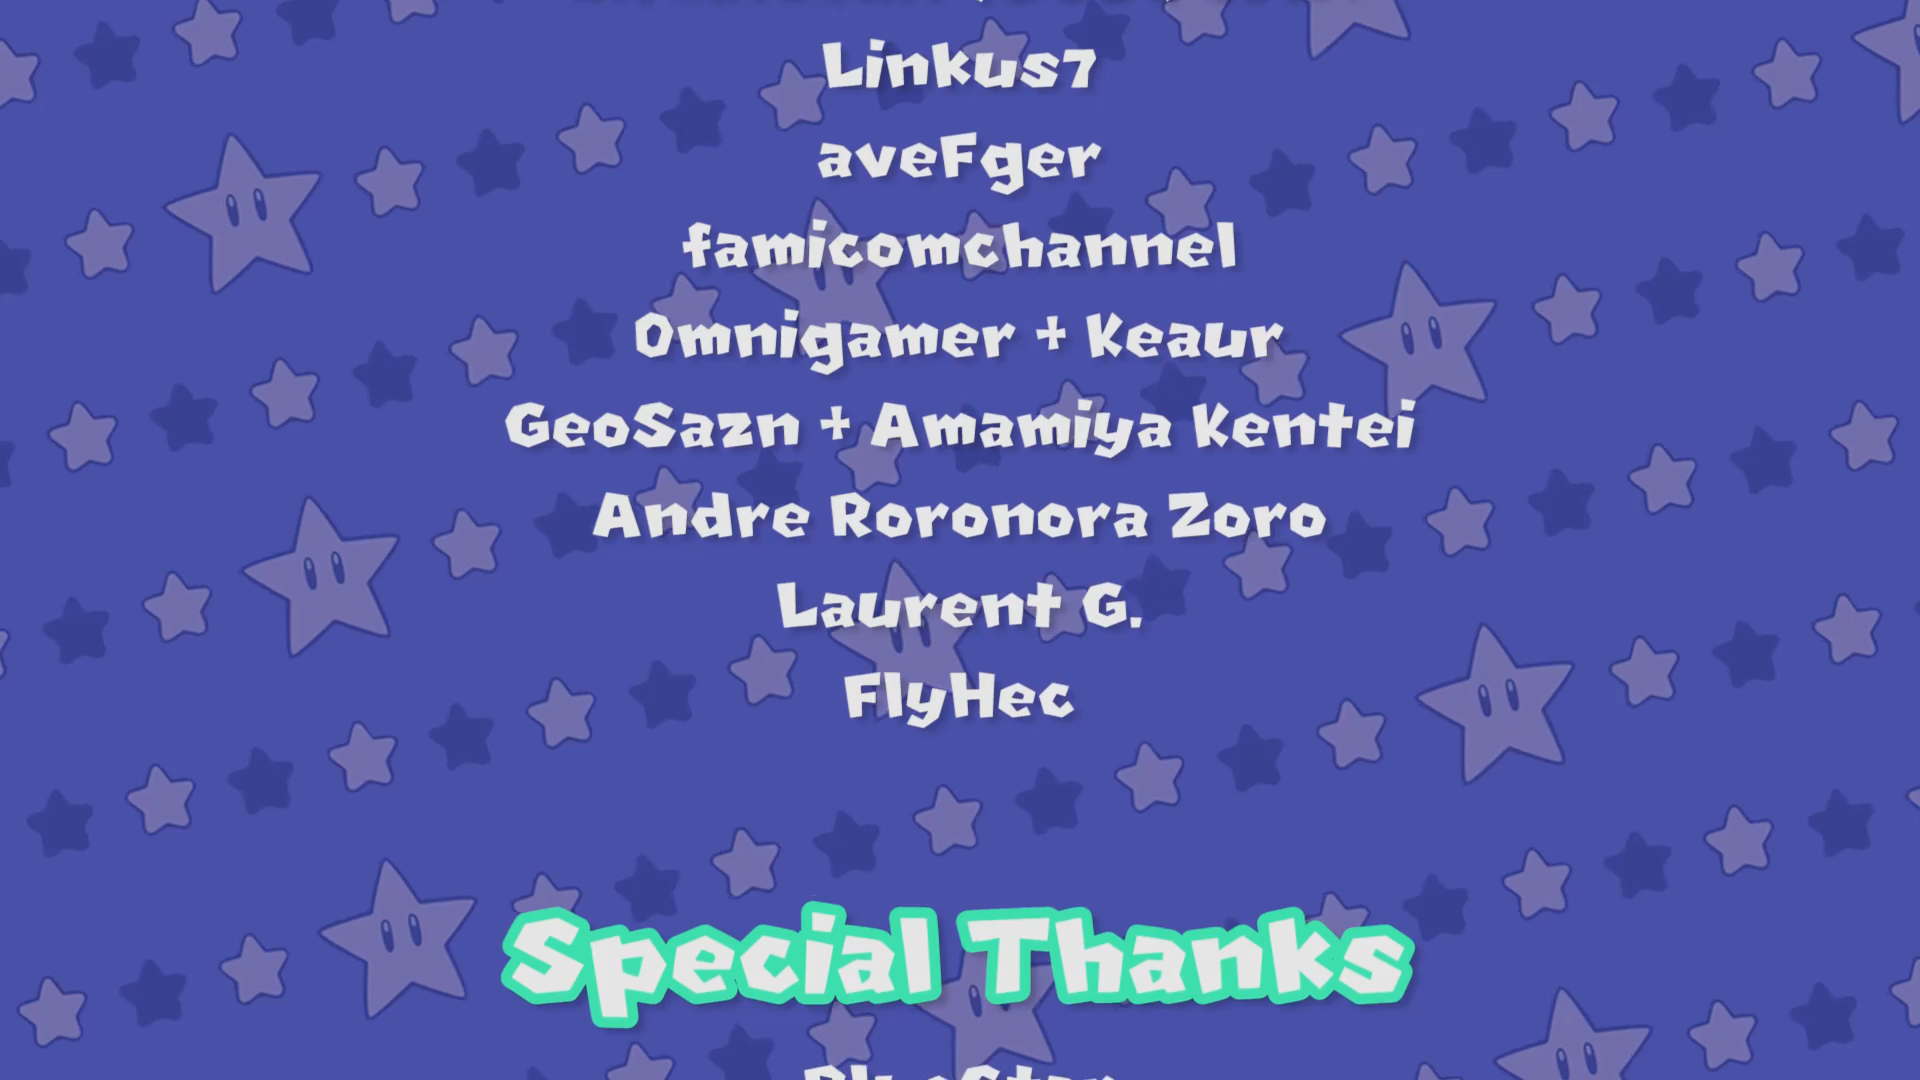 Linkus7
aveFger
famicomchannel
Omnigamer + Keaur
GeoSazn + Amamiya Kentei
Andre Roronora Zoro
Laurent G.
FlyHec
Special Thanks